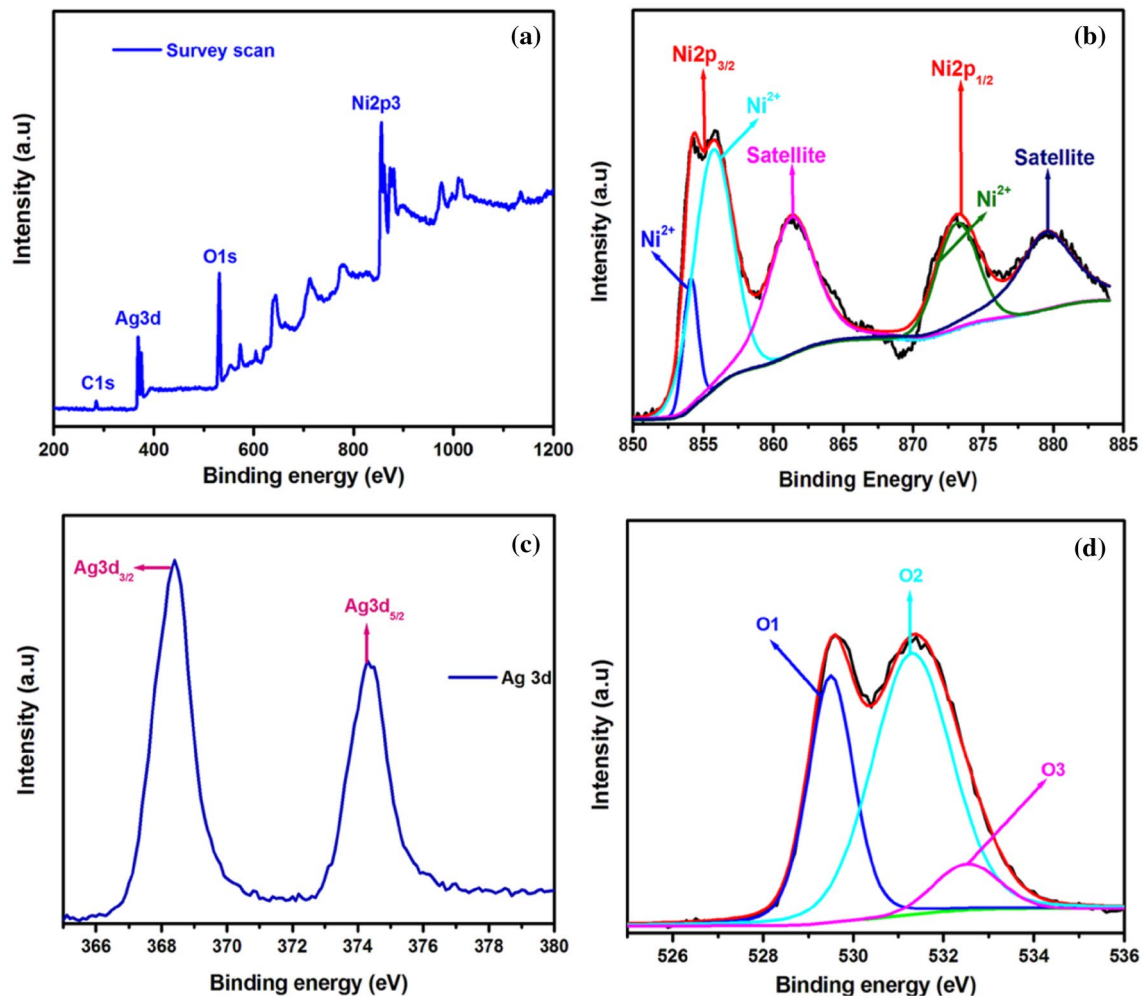 (a)
Survey scan
Ni2p3
O1s
Ag3d
C1s
Intensity (a.u)
200 400 600 800 1000 1200
Binding energy (eV)
(b)
Ni2p3/2
Ni2+
Satellite
Ni2p1/2
Satellite
Ni2+
Ni2+
Intensity (a.u)
850 855 860 865 870 875 880 885
Binding Enegry (eV)
(c)
Ag3d3/2
Ag3d5/2
Ag 3d
Intensity (a.u)
366 368 370 372 374 376 378 380
Binding energy (eV)
(d)
O2
O1
O3
Intensity (a.u)
526 528 530 532 534 536
Binding energy (eV)